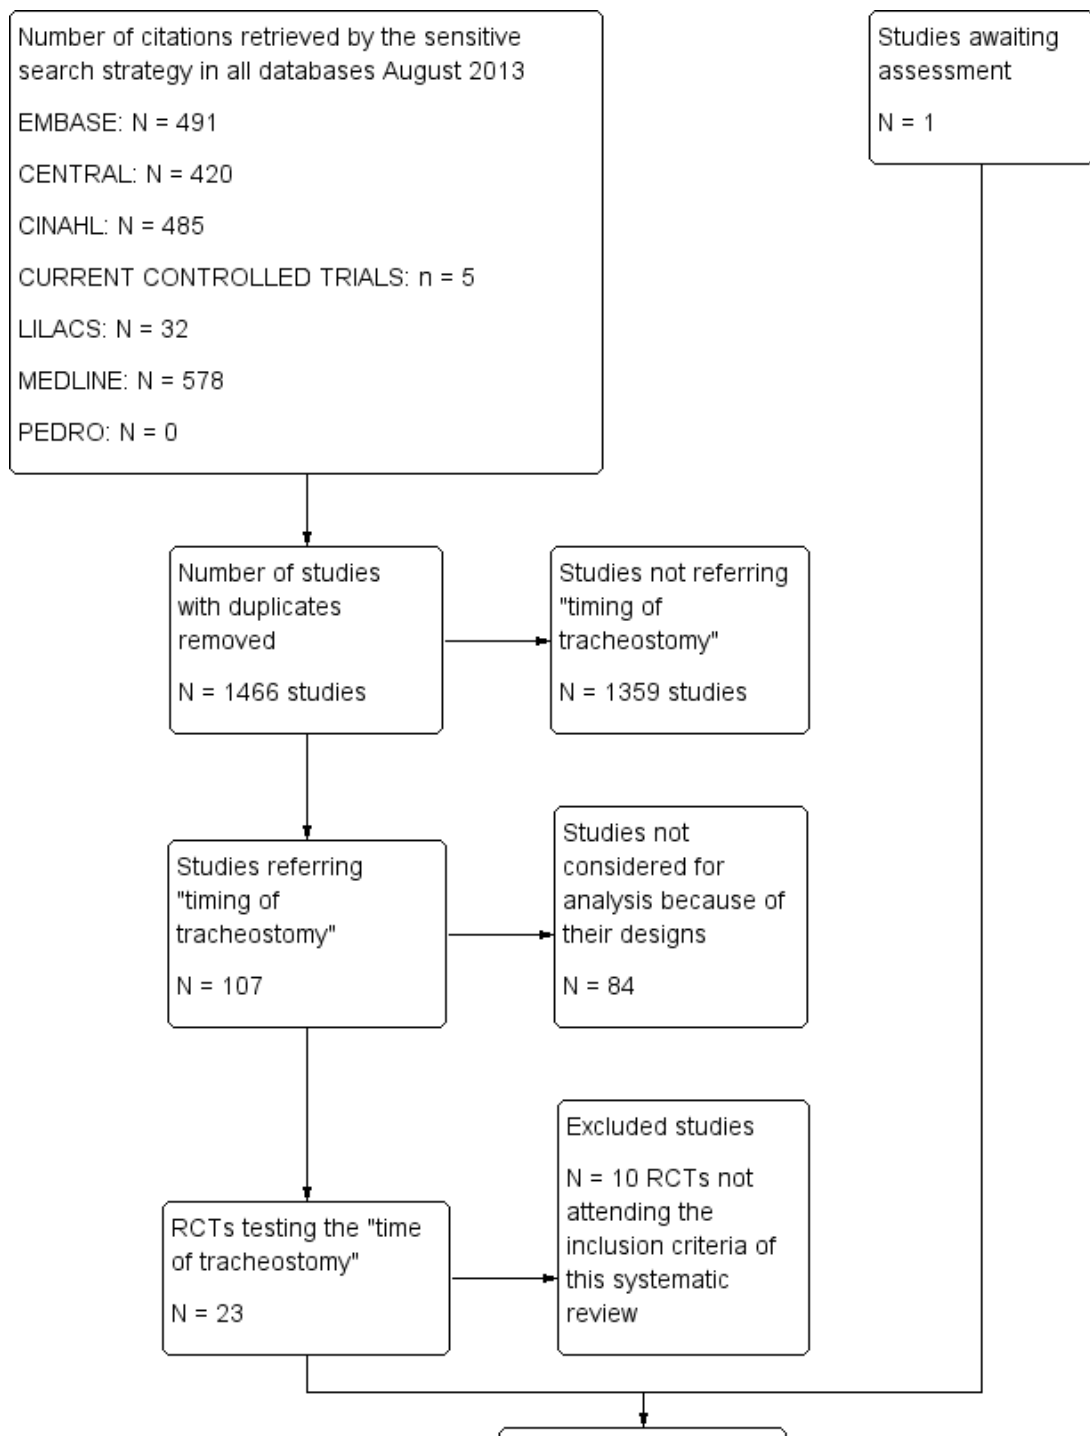 Number of citations retrieved by the sensitive
search strategy in all databases August 2013
EMBASE: N = 491
CENTRAL: N = 420
CINAHL: N = 485
CURRENT CONTROLLED TRIALS: n = 5
LILACS: N = 32
MEDLINE: N = 578
PEDRO: N = 0
Studies awaiting
assessment
N = 1
Number of studies
with duplicates
removed
N = 1466 studies
Studies not referring
"timing of
tracheostomy"
N = 1359 studies
Studies referring
"timing of
tracheostomy"
N = 107
Studies not
considered for
analysis because of
their designs
N = 84
RCTs testing the "time
of tracheostomy"
N = 23
Excluded studies
N = 10 RCTs not
attending the
inclusion criteria of
this systematic
review